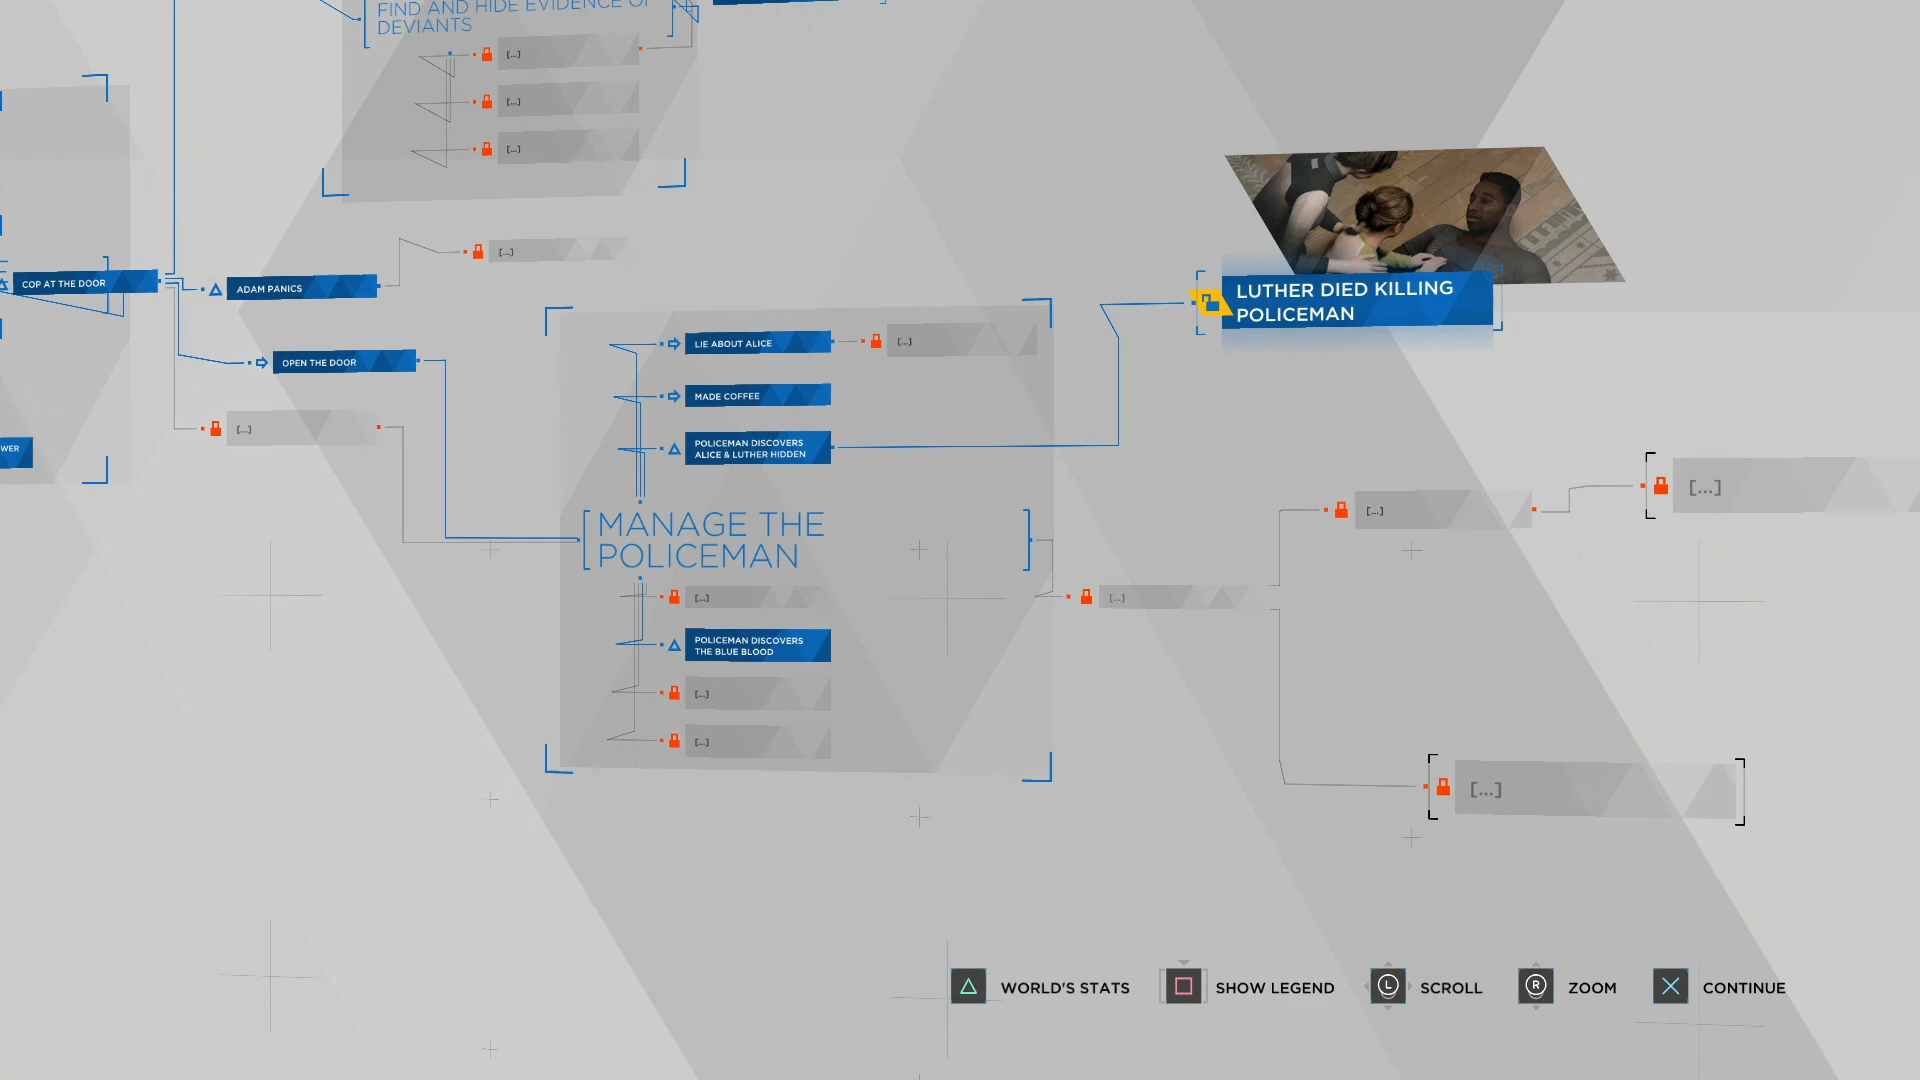 FIND AND HIDE EVIDENCE OF
DEVIANTS
[...]
[...]
[...]
[...]
COP AT THE DOOR
ADAM PANICS
LUTHER DIED KILLING
POLICEMAN
LIE ABOUT ALICE
[...]
OPEN THE DOOR
MADE COFFEE
[...]
POLICEMAN DISCOVERS
ALICE & LUTHER HIDDEN
WER
[...]
[...]
MANAGE THE
POLICEMAN
[...]
[...]
POLICEMAN DISCOVERS
THE BLUE BLOOD
[...]
[...]
[...]
WORLD'S STATS
SHOW LEGEND
L
SCROLL
R
ZOOM
CONTINUE